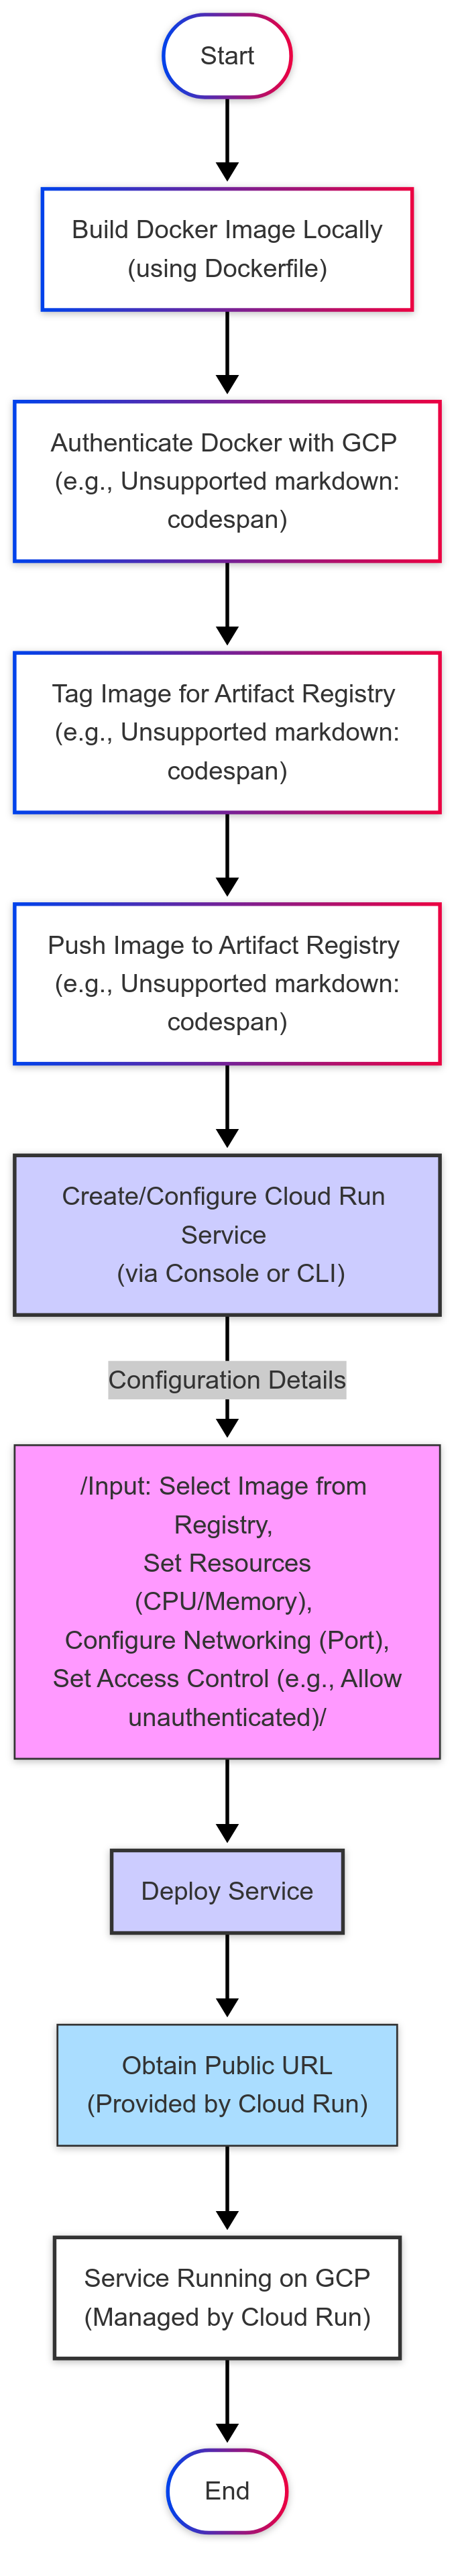 Start
Build Docker Image Locally
(using Dockerfile)
Authenticate Docker with GCP
(e.g., Unsupported markdown:
codespan)
Tag Image for Artifact Registry
(e.g., Unsupported markdown:
codespan)
Push Image to Artifact Registry
(e.g., Unsupported markdown:
codespan)
Create/Configure Cloud Run
Service
(via Console or CLI)
Configuration Details
/Input: Select Image from
Registry,
Set Resources
(CPU/Memory),
Configure Networking (Port),
Set Access Control (e.g., Allow
unauthenticated)/
Deploy Service
Obtain Public URL
(Provided by Cloud Run)
Service Running on GCP
(Managed by Cloud Run)
End